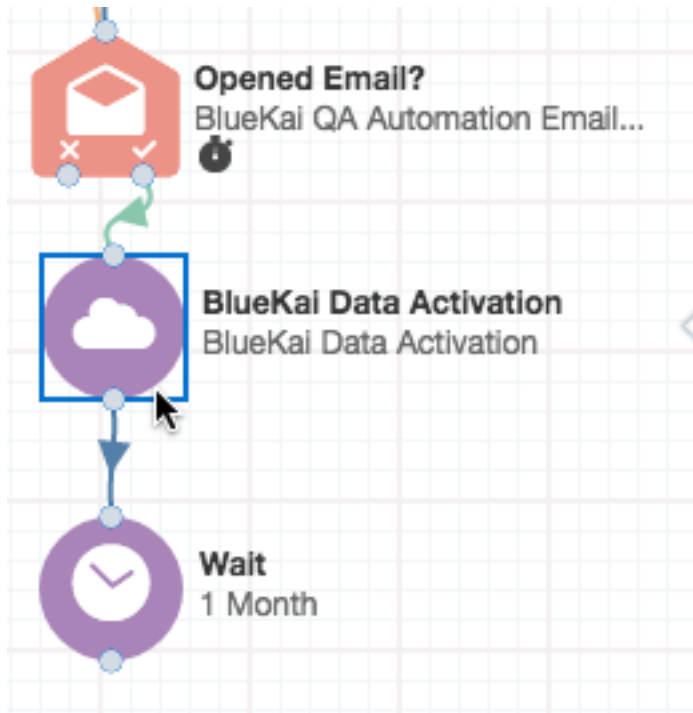 Opened Email?
BlueKai QA Automation Email...
BlueKai Data Activation
BlueKai Data Activation
Wait
1 Month